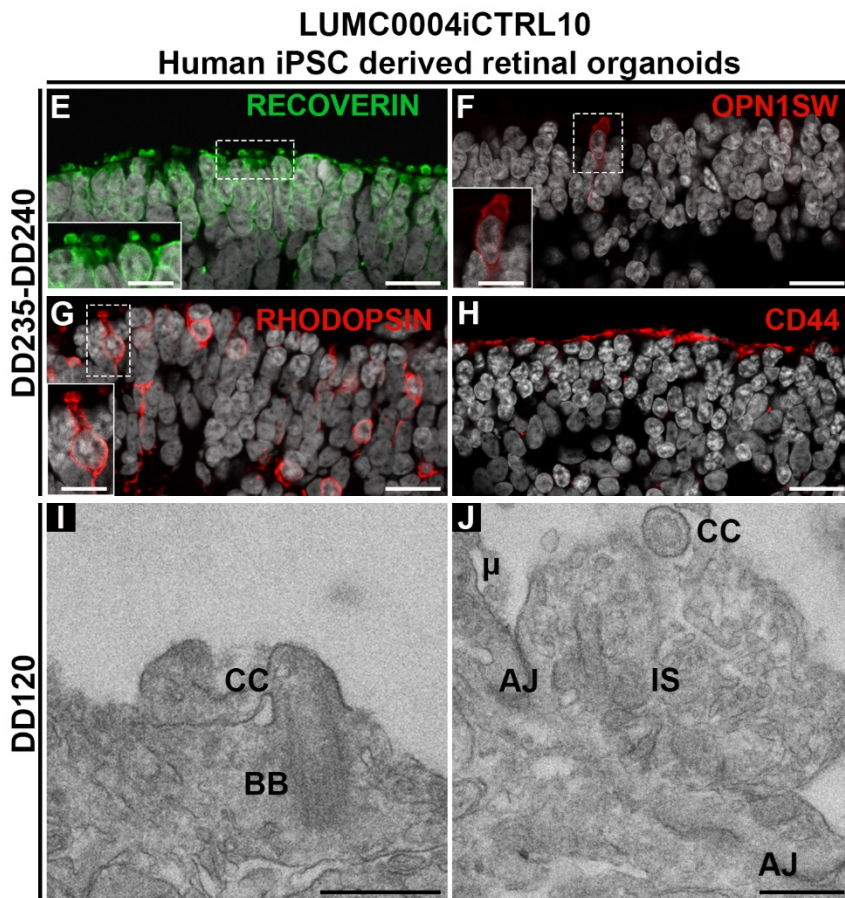 LUMC0004iCTRL10
Human iPSC derived retinal organoids
DD235-DD240
E
RECOVERIN
F
OPN1SW
G
RHODOPSIN
H
CD44
DD120
I
CC
BB
J
CC
µ
AJ
IS
AJ